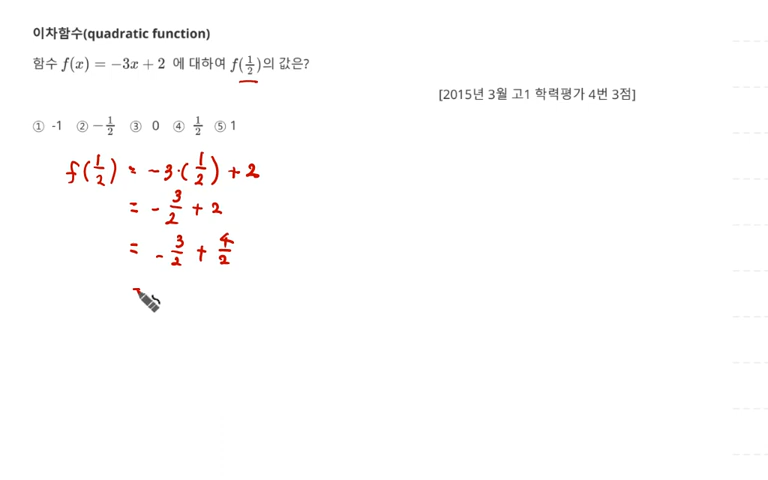 이차함수(quadratic function)
함수 f(x) = −3x + 2 에 대하여 f(1/2)의 값은?
[2015년 3월 고1 학력평가 4번 3점]
① -1 ② −1/2 ③ 0 ④ 1/2 ⑤ 1
f(1/2) = −3·(1/2) + 2
= −3/2 + 2
= −3/2 + 4/2